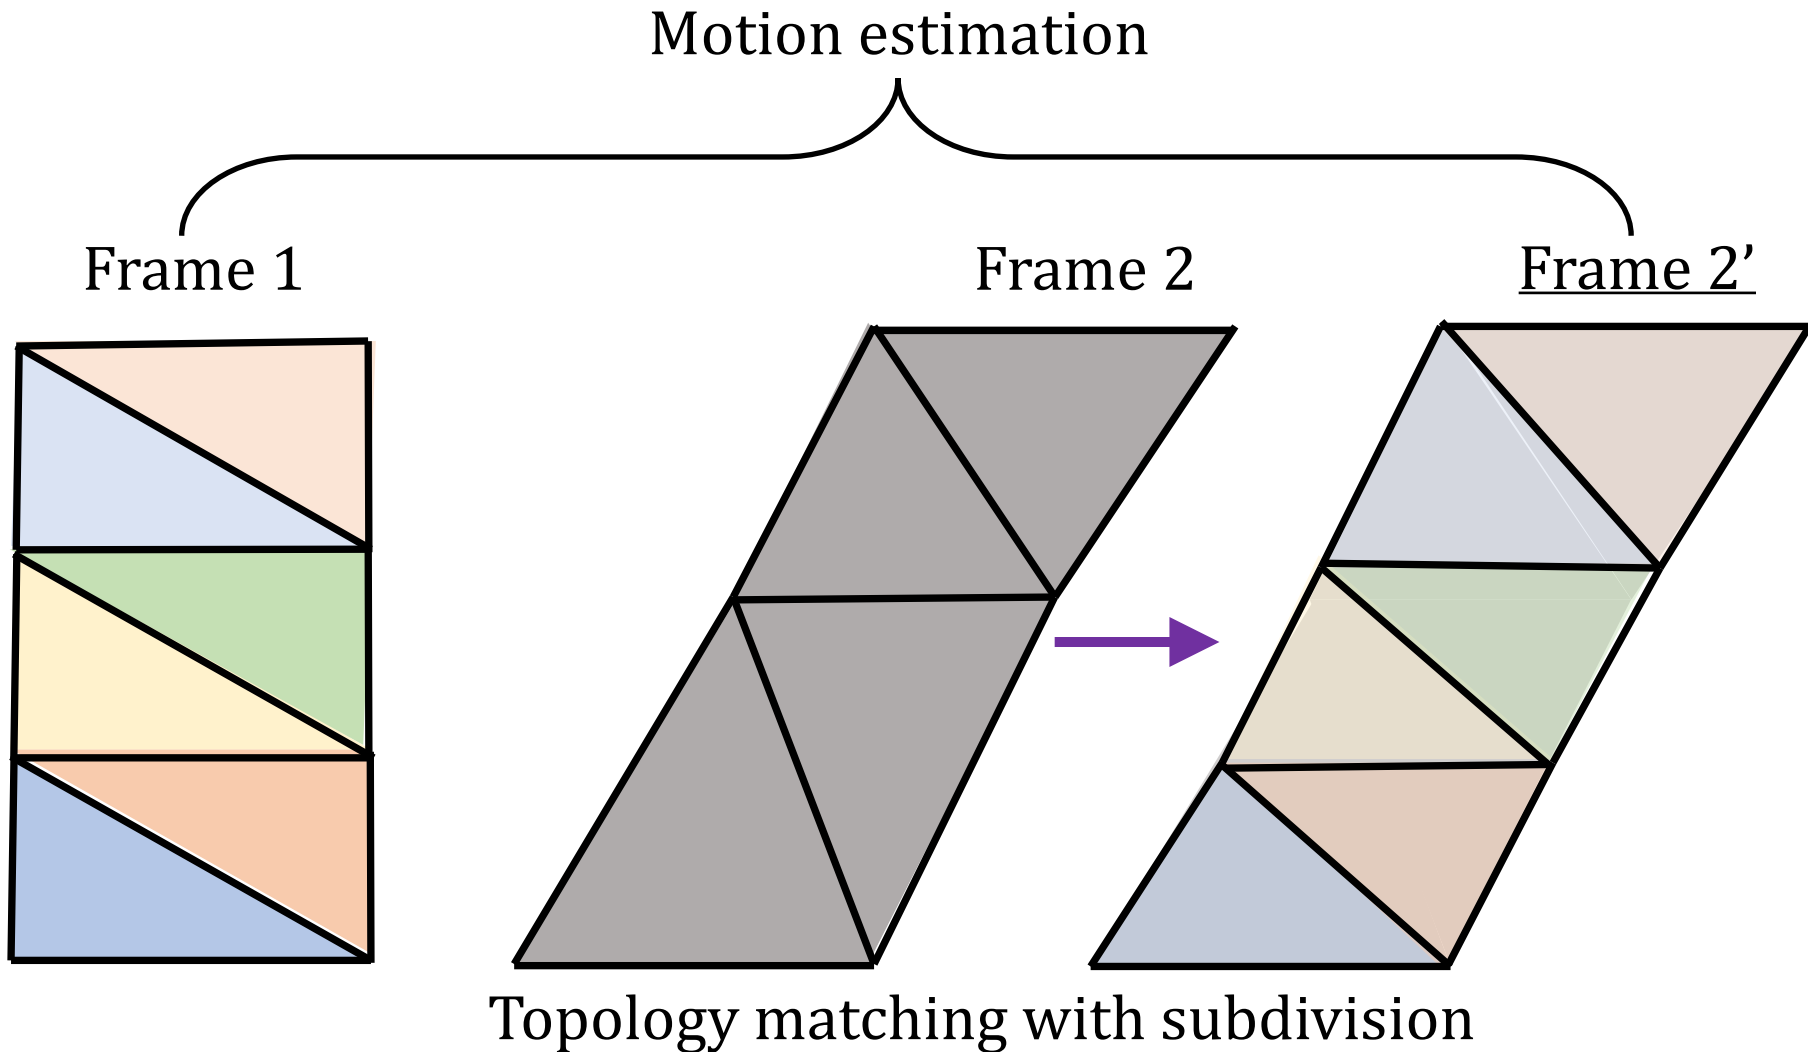 Motion estimation
Frame 1
Frame 2
Frame 2’
Topology matching with subdivision